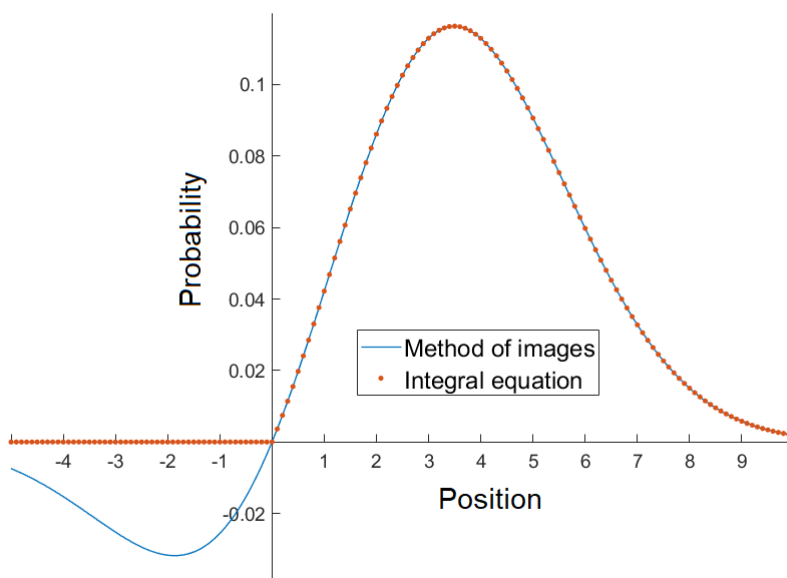 0.1
0.08
0.06
0.04
0.02
-0.02
Probability
Method of images
Integral equation
-4 -3 -2 -1 1 2 3 4 5 6 7 8 9
Position